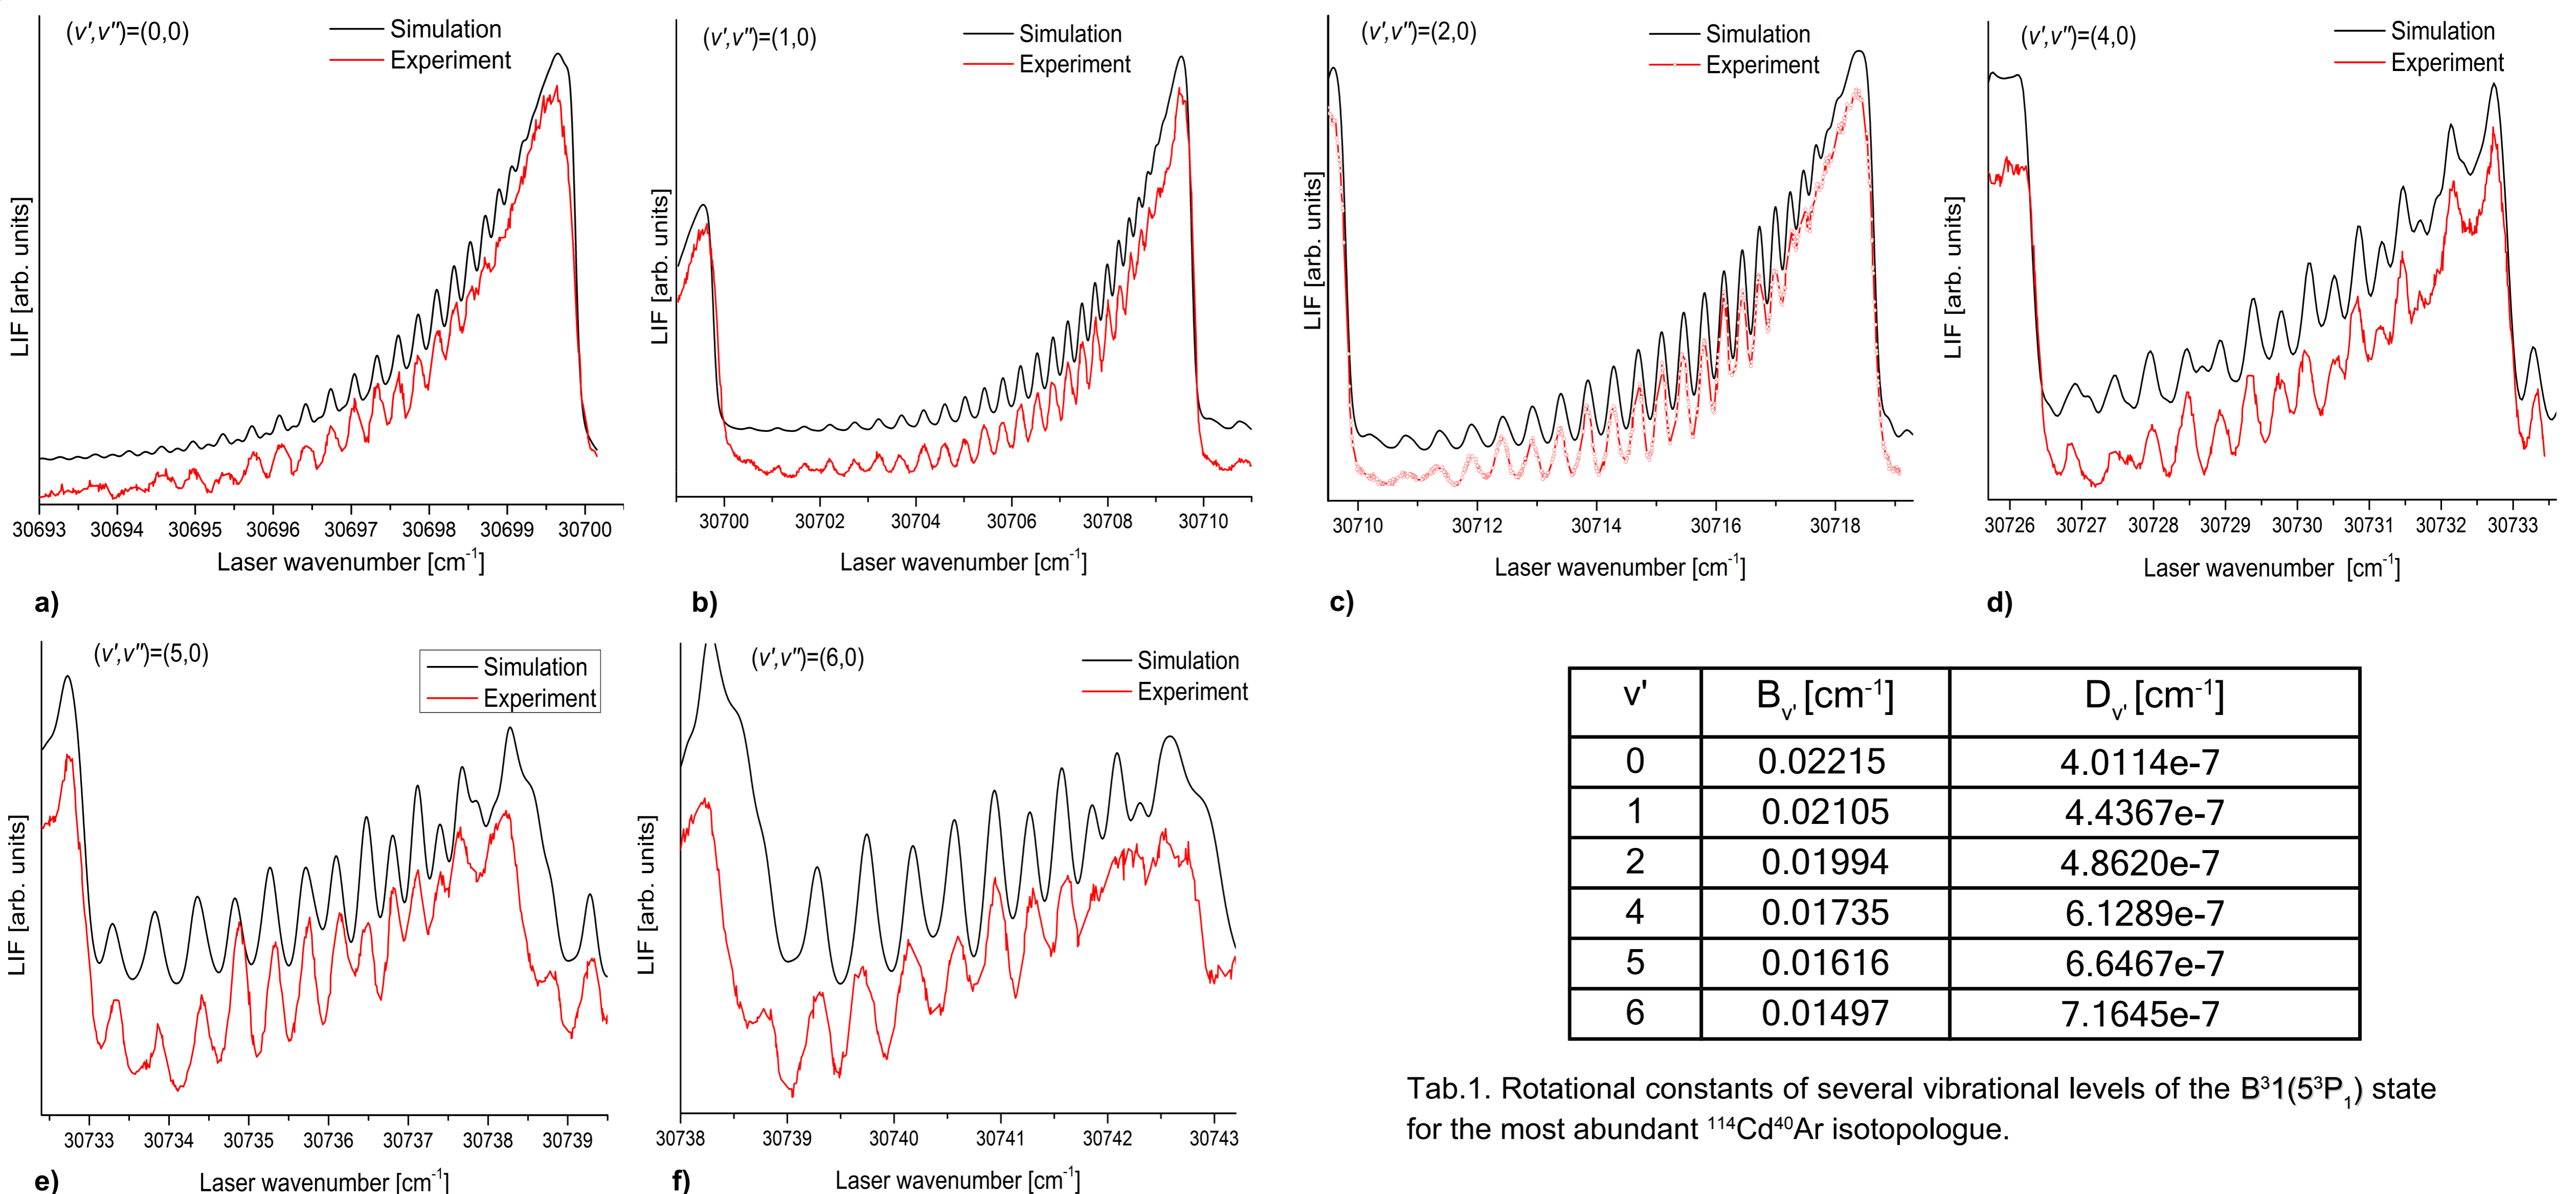 (v',v'')=(0,0)
Simulation
Experiment
LIF [arb. units]
30693 30694 30695 30696 30697 30698 30699 30700
Laser wavenumber [cm⁻¹]
a)
(v',v'')=(1,0)
Simulation
Experiment
LIF [arb. units]
30700 30702 30704 30706 30708 30710
Laser wavenumber [cm⁻¹]
b)
(v',v'')=(2,0)
Simulation
Experiment
LIF [arb. units]
30710 30712 30714 30716 30718
Laser wavenumber [cm⁻¹]
c)
(v',v'')=(4,0)
Simulation
Experiment
LIF [arb. units]
30726 30727 30728 30729 30730 30731 30732 30733
Laser wavenumber [cm⁻¹]
d)
(v',v'')=(5,0)
Simulation
Experiment
LIF [arb. units]
30733 30734 30735 30736 30737 30738 30739
Laser wavenumber [cm⁻¹]
e)
(v',v'')=(6,0)
Simulation
Experiment
LIF [arb. units]
30738 30739 30740 30741 30742 30743
Laser wavenumber [cm⁻¹]
f)
v' B_v' [cm⁻¹] D_v' [cm⁻¹]
0 0.02215 4.0114e-7
1 0.02105 4.4367e-7
2 0.01994 4.8620e-7
4 0.01735 6.1289e-7
5 0.01616 6.6467e-7
6 0.01497 7.1645e-7
Tab.1. Rotational constants of several vibrational levels of the B³1(5³P₁) state
for the most abundant ¹¹⁴Cd⁴⁰Ar isotopologue.